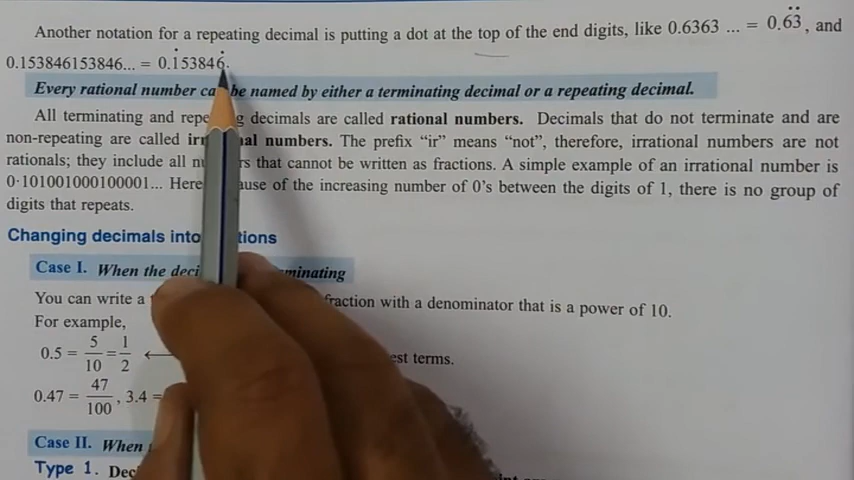 Another notation for a repeating decimal is putting a dot at the top of the end digits, like 0.6363 ... = 0.6̇3̇, and
0.153846153846... = 0.1̇53846̇.
Every rational number ca be named by either a terminating decimal or a repeating decimal.
All terminating and repe g decimals are called rational numbers. Decimals that do not terminate and are
non-repeating are called irr nal numbers. The prefix “ir” means “not”, therefore, irrational numbers are not
rationals; they include all n rs that cannot be written as fractions. A simple example of an irrational number is
0·101001000100001... Here ause of the increasing number of 0’s between the digits of 1, there is no group of
digits that repeats.
Changing decimals into tions
Case I. When the deci minating
You can write a fraction with a denominator that is a power of 10.
For example,
0.5 = 5/10 = 1/2 ← est terms.
0.47 = 47/100, 3.4 =
Case II. When
Type 1. Dec